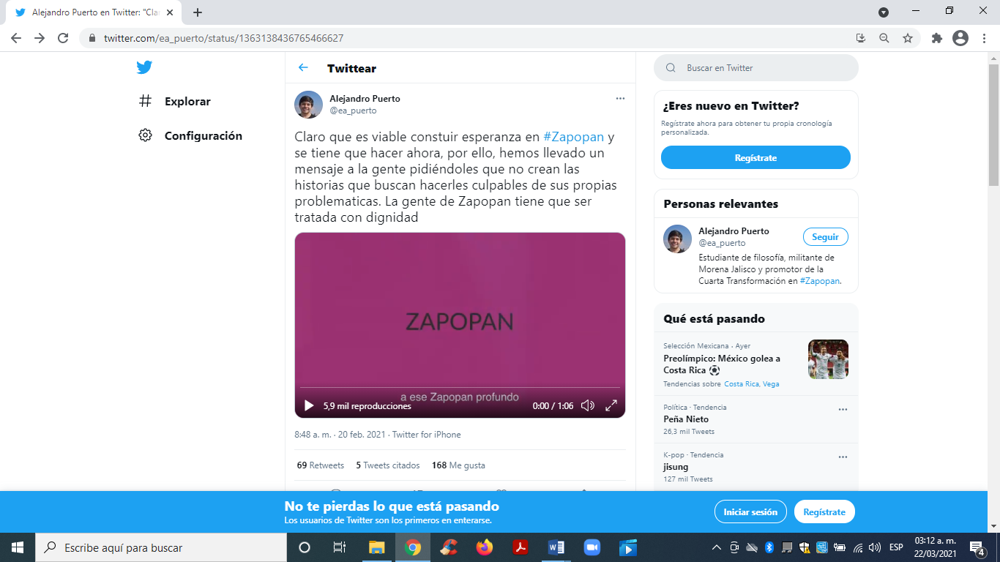 Alejandro Puerto en Twitter: "Cla
twitter.com/ea_puerto/status/1363138436765466627
Explorar
Configuración
Twittear
Alejandro Puerto
@ea_puerto
Claro que es viable constuir esperanza en #Zapopan y
se tiene que hacer ahora, por ello, hemos llevado un
mensaje a la gente pidiéndoles que no crean las
historias que buscan hacerles culpables de sus propias
problematicas. La gente de Zapopan tiene que ser
tratada con dignidad
ZAPOPAN
a ese Zapopan profundo
5,9 mil reproducciones
0:00 / 1:06
8:48 a. m. · 20 feb. 2021 · Twitter for iPhone
69 Retweets 5 Tweets citados 168 Me gusta
Buscar en Twitter
¿Eres nuevo en Twitter?
Regístrate ahora para obtener tu propia cronología
personalizada.
Regístrate
Personas relevantes
Alejandro Puerto
@ea_puerto
Seguir
Estudiante de filosofía, militante de
Morena Jalisco y promotor de la
Cuarta Transformación en #Zapopan.
Qué está pasando
Selección Mexicana · Ayer
Preolímpico: México golea a
Costa Rica
Tendencias sobre Costa Rica, Vega
Política · Tendencia
Peña Nieto
26,3 mil Tweets
K-pop · Tendencia
jisung
127 mil Tweets
No te pierdas lo que está pasando
Los usuarios de Twitter son los primeros en enterarse.
Iniciar sesión
Regístrate
Escribe aquí para buscar
ESP
03:12 a. m.
22/03/2021
4